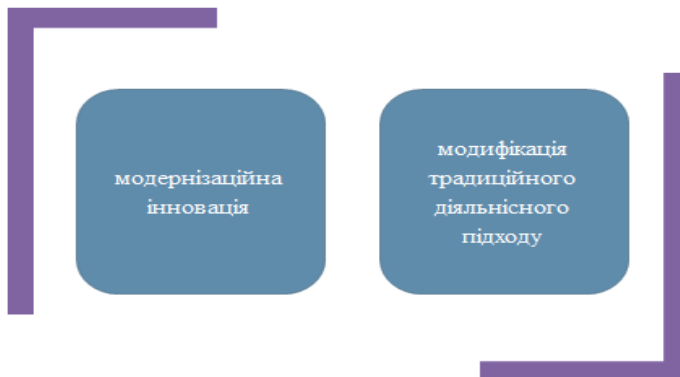 модернізаційна
інновація
модифікація
традиційного
діяльнісного
підходу